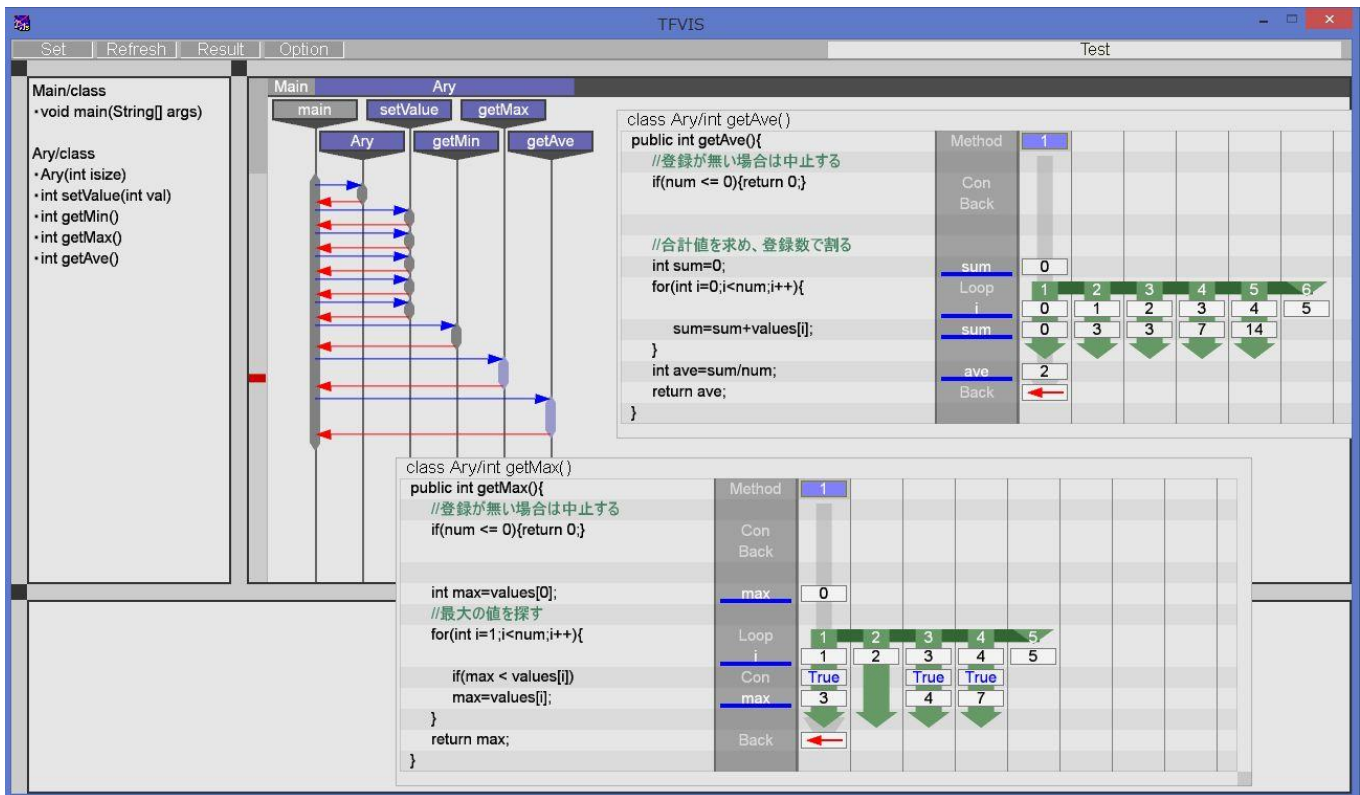 TFVIS
Set Refresh Result Option Test
Main/class
・void main(String[] args)
Ary/class
・Ary(int isize)
・int setValue(int val)
・int getMin()
・int getMax()
・int getAve()
Main Ary
main setValue getMax
Ary getMin getAve
class Ary/int getAve()
public int getAve(){ Method 1
//登録が無い場合は中止する
if(num <= 0){return 0;} Con
Back
//合計値を求め、登録数で割る
int sum=0; sum 0
for(int i=0;i<num;i++){ Loop 1 2 3 4 5 6
i 0 1 2 3 4 5
sum=sum+values[i]; sum 0 3 3 7 14
}
int ave=sum/num; ave 2
return ave; Back
}
class Ary/int getMax()
public int getMax(){ Method 1
//登録が無い場合は中止する
if(num <= 0){return 0;} Con
Back
int max=values[0]; max 0
//最大の値を探す
for(int i=1;i<num;i++){ Loop 1 2 3 4 5
i 1 2 3 4 5
if(max < values[i]) Con True True True
max=values[i]; max 3 4 7
}
return max; Back
}